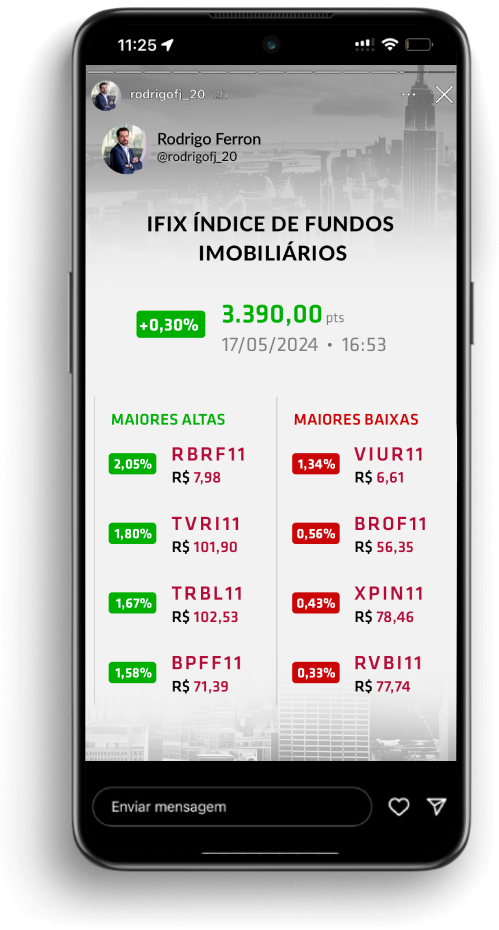 11:25
rodrigofj_20
Rodrigo Ferron
@rodrigofj_20
IFIX ÍNDICE DE FUNDOS
IMOBILIÁRIOS
+0,30%
3.390,00 pts
17/05/2024 • 16:53
MAIORES ALTAS
2,05%
RBRF11
R$ 7,98
1,80%
TVRI11
R$ 101,90
1,67%
TRBL11
R$ 102,53
1,58%
BPFF11
R$ 71,39
MAIORES BAIXAS
1,34%
VIUR11
R$ 6,61
0,56%
BROF11
R$ 56,35
0,43%
XPIN11
R$ 78,46
0,33%
RVBI11
R$ 77,74
Enviar mensagem